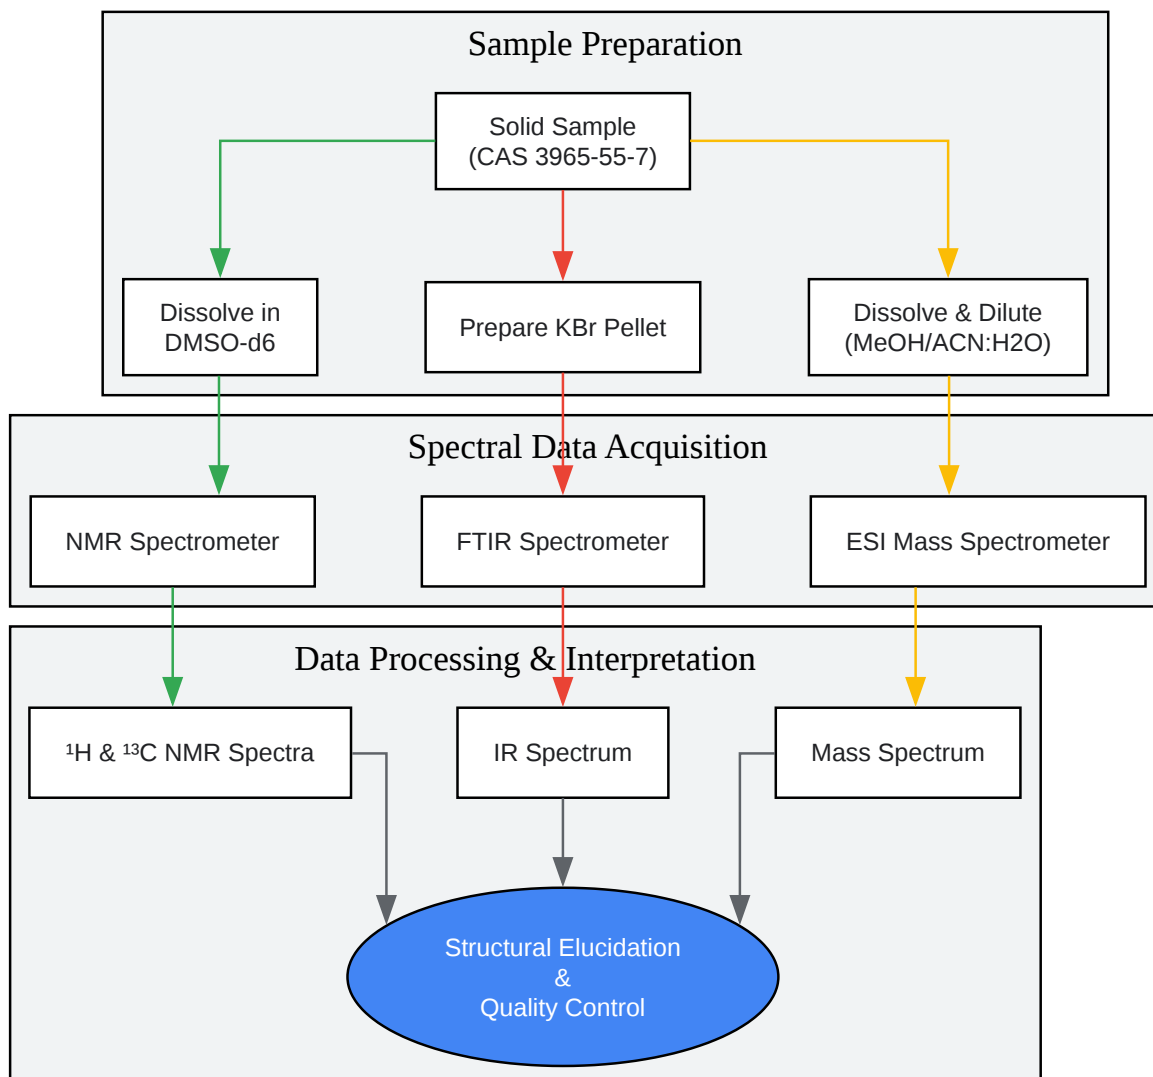 Sample Preparation
Solid Sample
(CAS 3965-55-7)
Dissolve in
DMSO-d6
Prepare KBr Pellet
Dissolve & Dilute
(MeOH/ACN:H2O)
Spectral Data Acquisition
NMR Spectrometer
FTIR Spectrometer
ESI Mass Spectrometer
Data Processing & Interpretation
¹H & ¹³C NMR Spectra
IR Spectrum
Mass Spectrum
Structural Elucidation
&
Quality Control